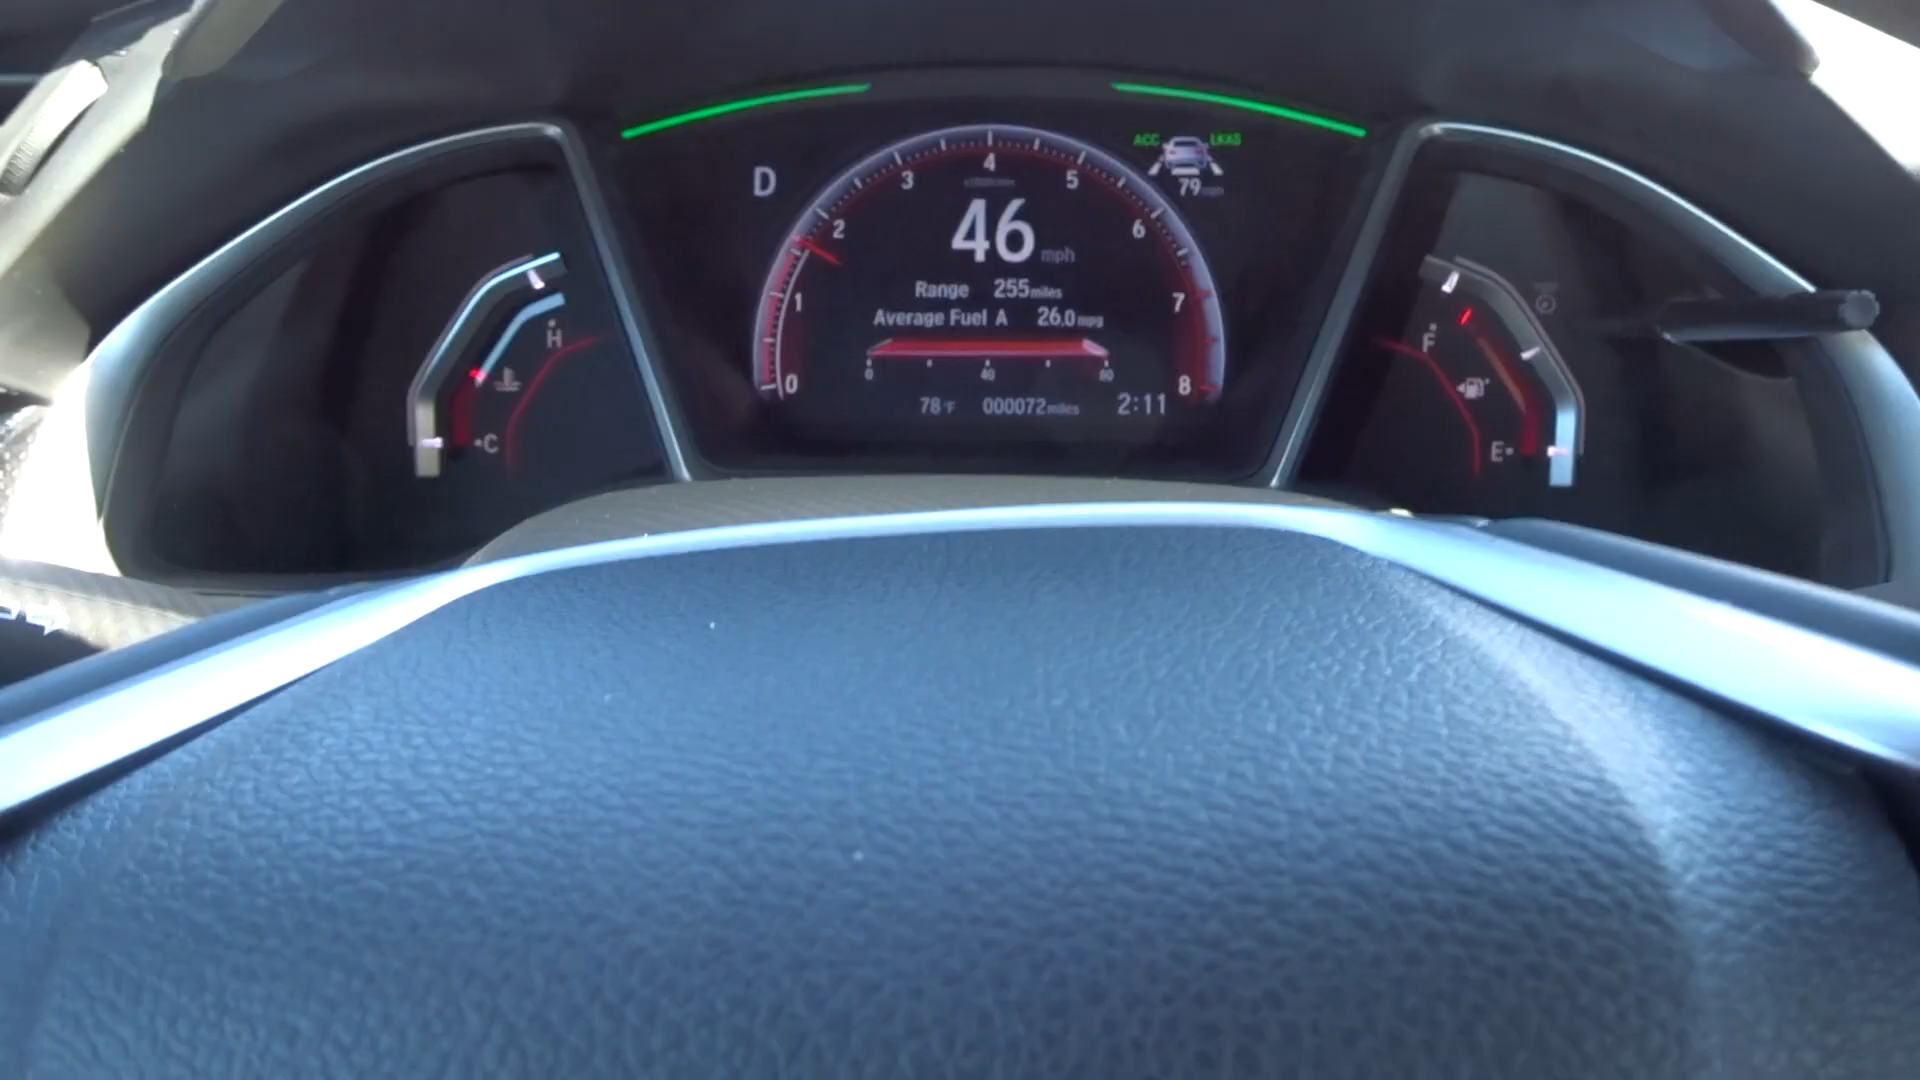 ACC LKAS
D
79 mph
0 1 2 3 4 5 6 7 8
46 mph
Range 255 miles
Average Fuel A 26.0 mpg
0 40 80
78°F 000072 miles 2:11
H
C
F
E